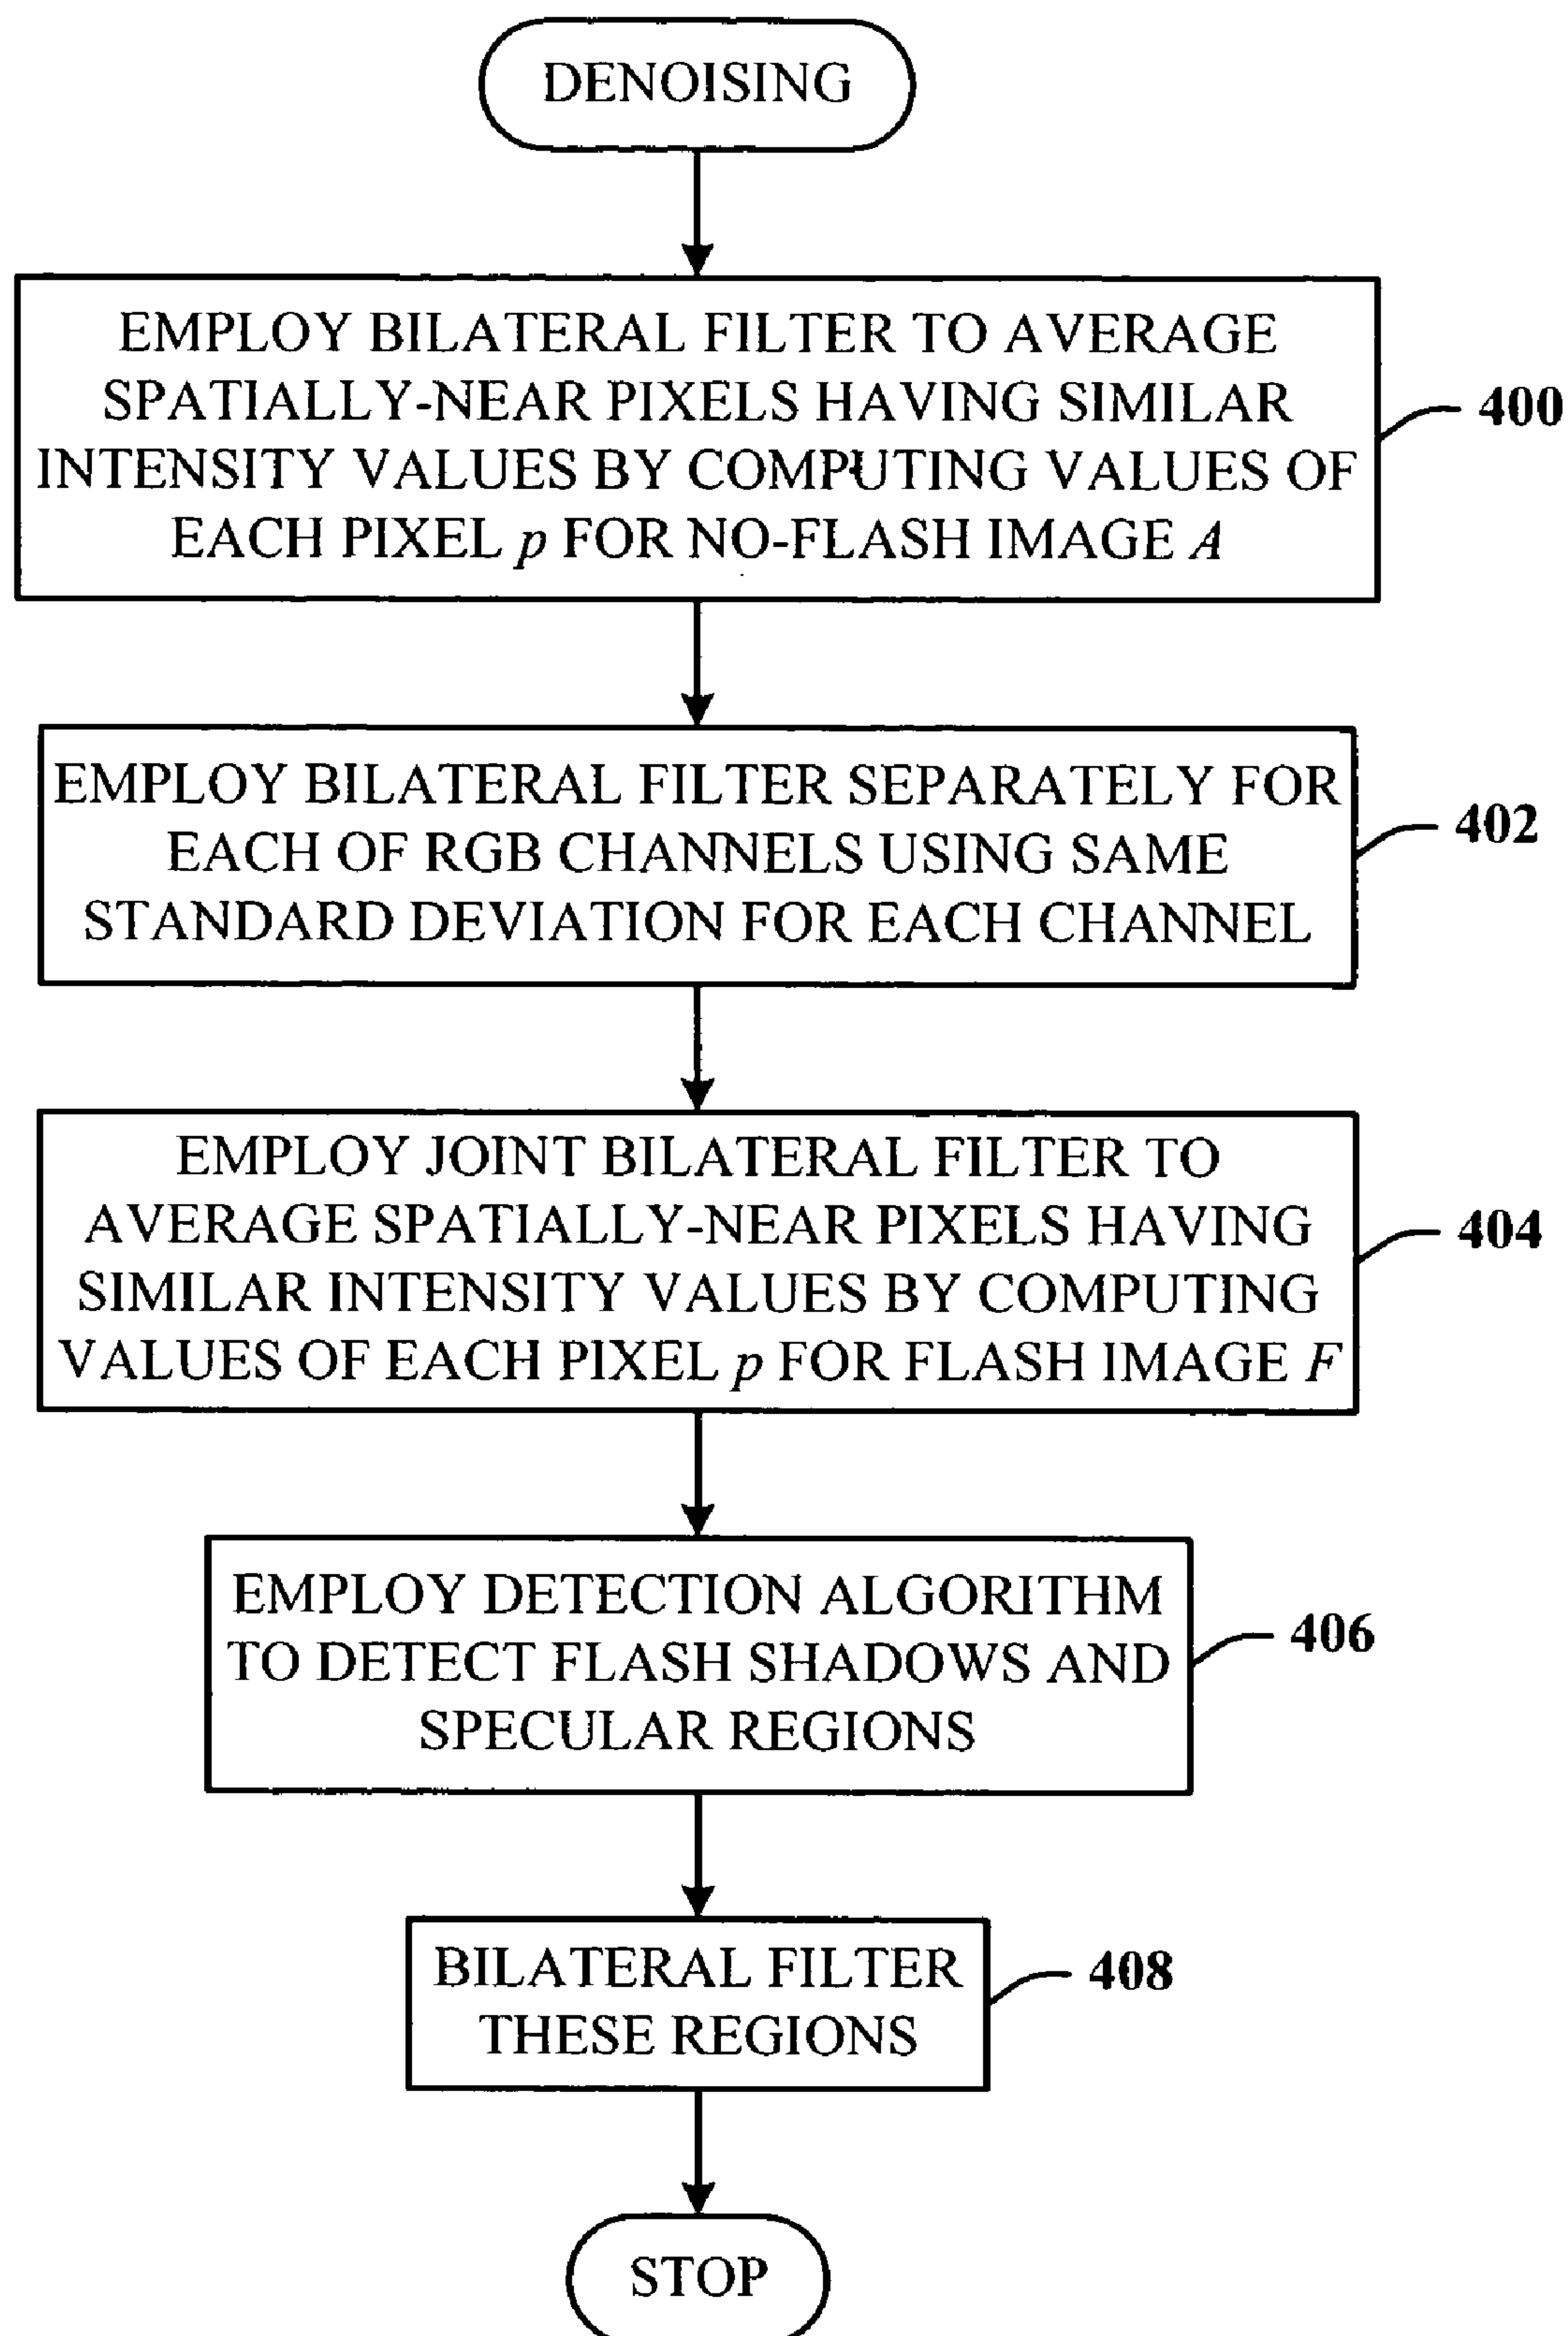 DENOISING
EMPLOY BILATERAL FILTER TO AVERAGE
SPATIALLY-NEAR PIXELS HAVING SIMILAR
INTENSITY VALUES BY COMPUTING VALUES OF
EACH PIXEL p FOR NO-FLASH IMAGE A
400
EMPLOY BILATERAL FILTER SEPARATELY FOR
EACH OF RGB CHANNELS USING SAME
STANDARD DEVIATION FOR EACH CHANNEL
402
EMPLOY JOINT BILATERAL FILTER TO
AVERAGE SPATIALLY-NEAR PIXELS HAVING
SIMILAR INTENSITY VALUES BY COMPUTING
VALUES OF EACH PIXEL p FOR FLASH IMAGE F
404
EMPLOY DETECTION ALGORITHM
TO DETECT FLASH SHADOWS AND
SPECULAR REGIONS
406
BILATERAL FILTER
THESE REGIONS
408
STOP